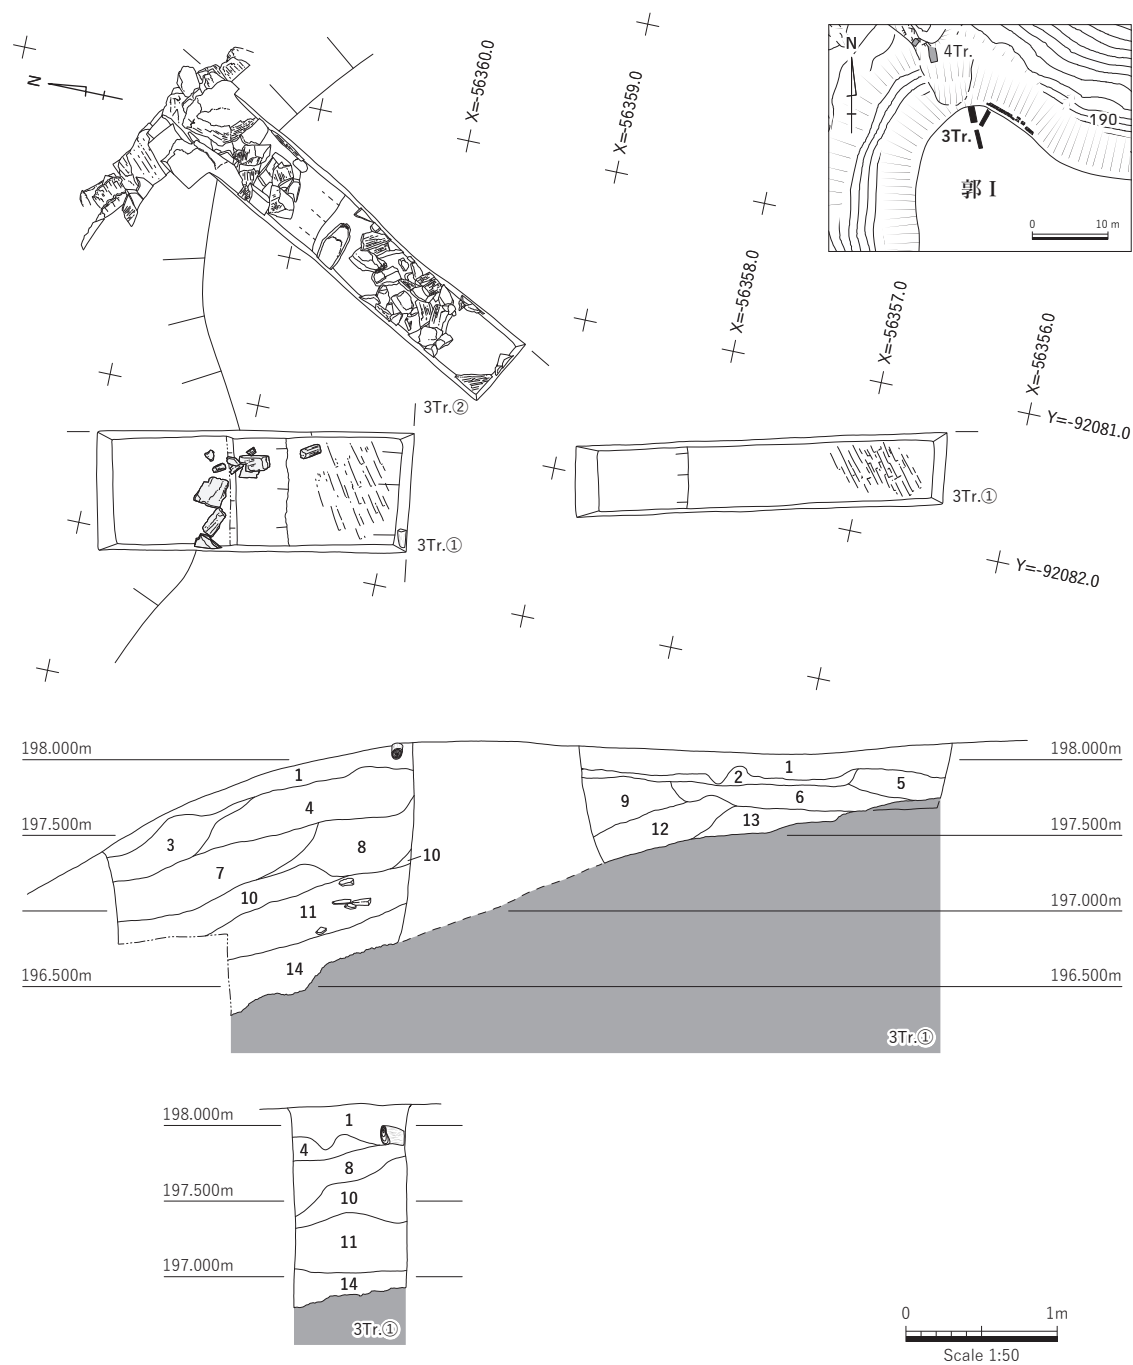 N
X=-56360.0
X=-56359.0
X=-56358.0
X=-56357.0
X=-56356.0
Y=-92081.0
Y=-92082.0
N
4Tr.
3Tr.
190
郭 I
0 10 m
3Tr.②
3Tr.①
3Tr.①
198.000m
198.000m
197.500m
197.500m
197.000m
196.500m
196.500m
1
3
4
7
8
10
10
11
14
1
2
5
6
9
12
13
3Tr.①
198.000m
197.500m
197.000m
1
4
8
10
11
14
3Tr.①
0 1m
Scale 1:50